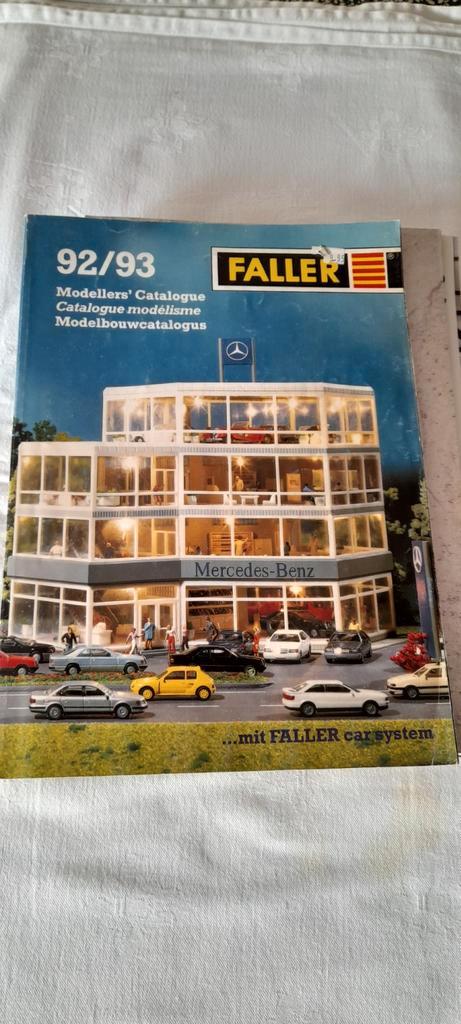 92/93
FALLER
Modellers' Catalogue
Catalogue modélisme
Modelbouwcatalogus
Mercedes-Benz
...mit FALLER car system